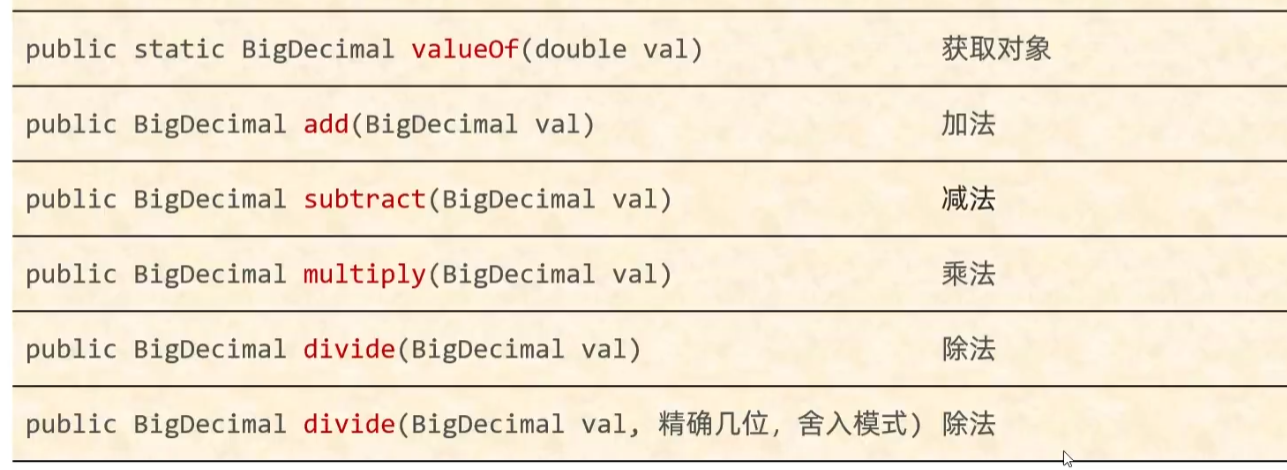 public static BigDecimal valueOf(double val) 获取对象
public BigDecimal add(BigDecimal val) 加法
public BigDecimal subtract(BigDecimal val) 减法
public BigDecimal multiply(BigDecimal val) 乘法
public BigDecimal divide(BigDecimal val) 除法
public BigDecimal divide(BigDecimal val, 精确几位, 舍入模式) 除法